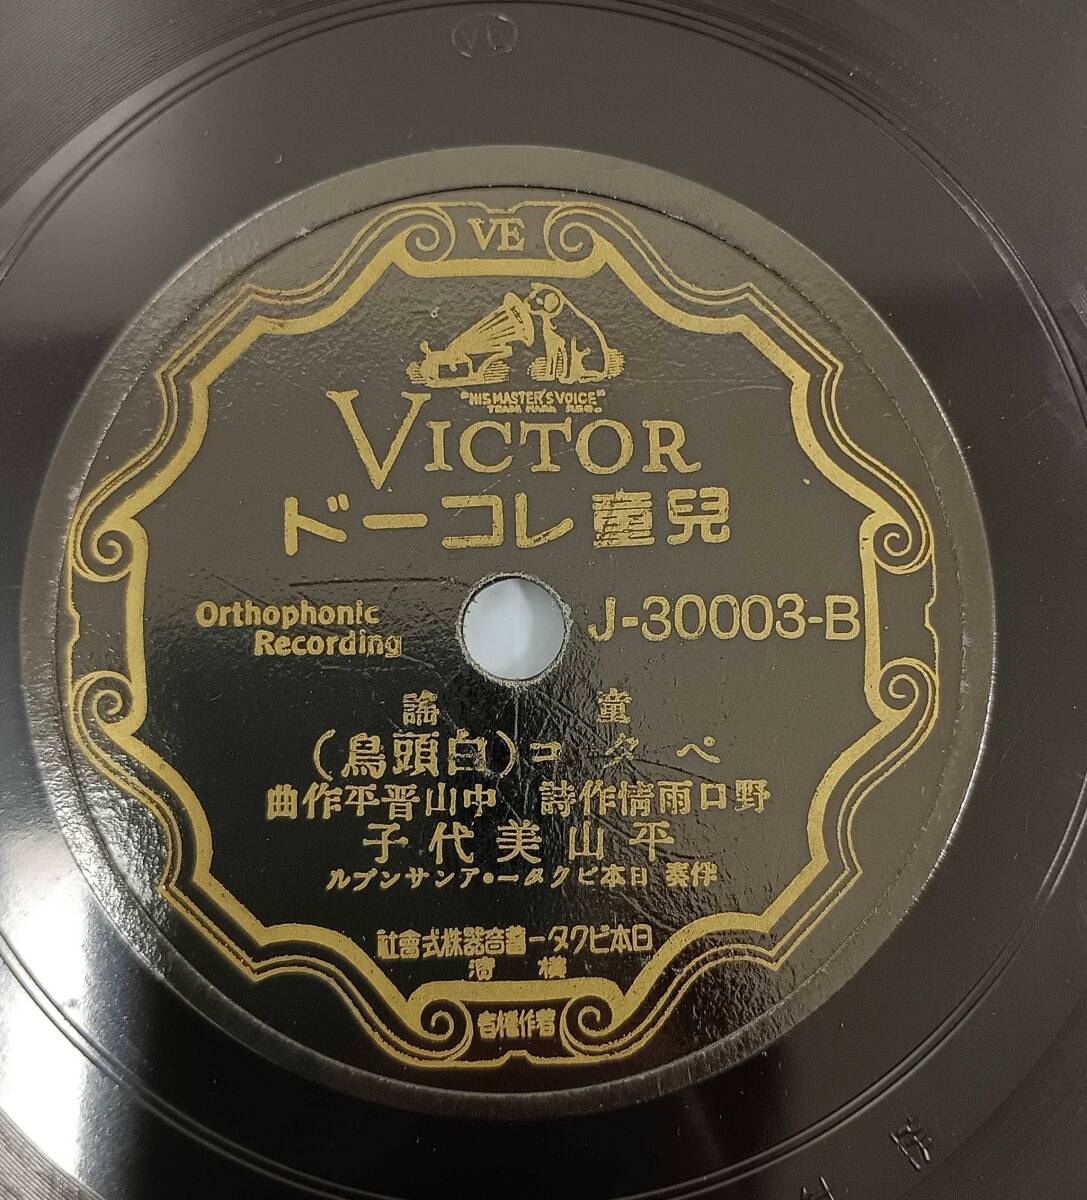 VE
VE
"HIS MASTER'S VOICE"
TRADE MARK REG.
VICTOR
兒童レコード
Orthophonic
Recording
J-30003-B
童謠
ペタコ(白頭鳥)
野口雨情作詩 中山晋平作曲
平山美代子
伴奏 日本ビクター・アンサンブル
日本ビクター蓄音器株式會社
横濱
著作權者